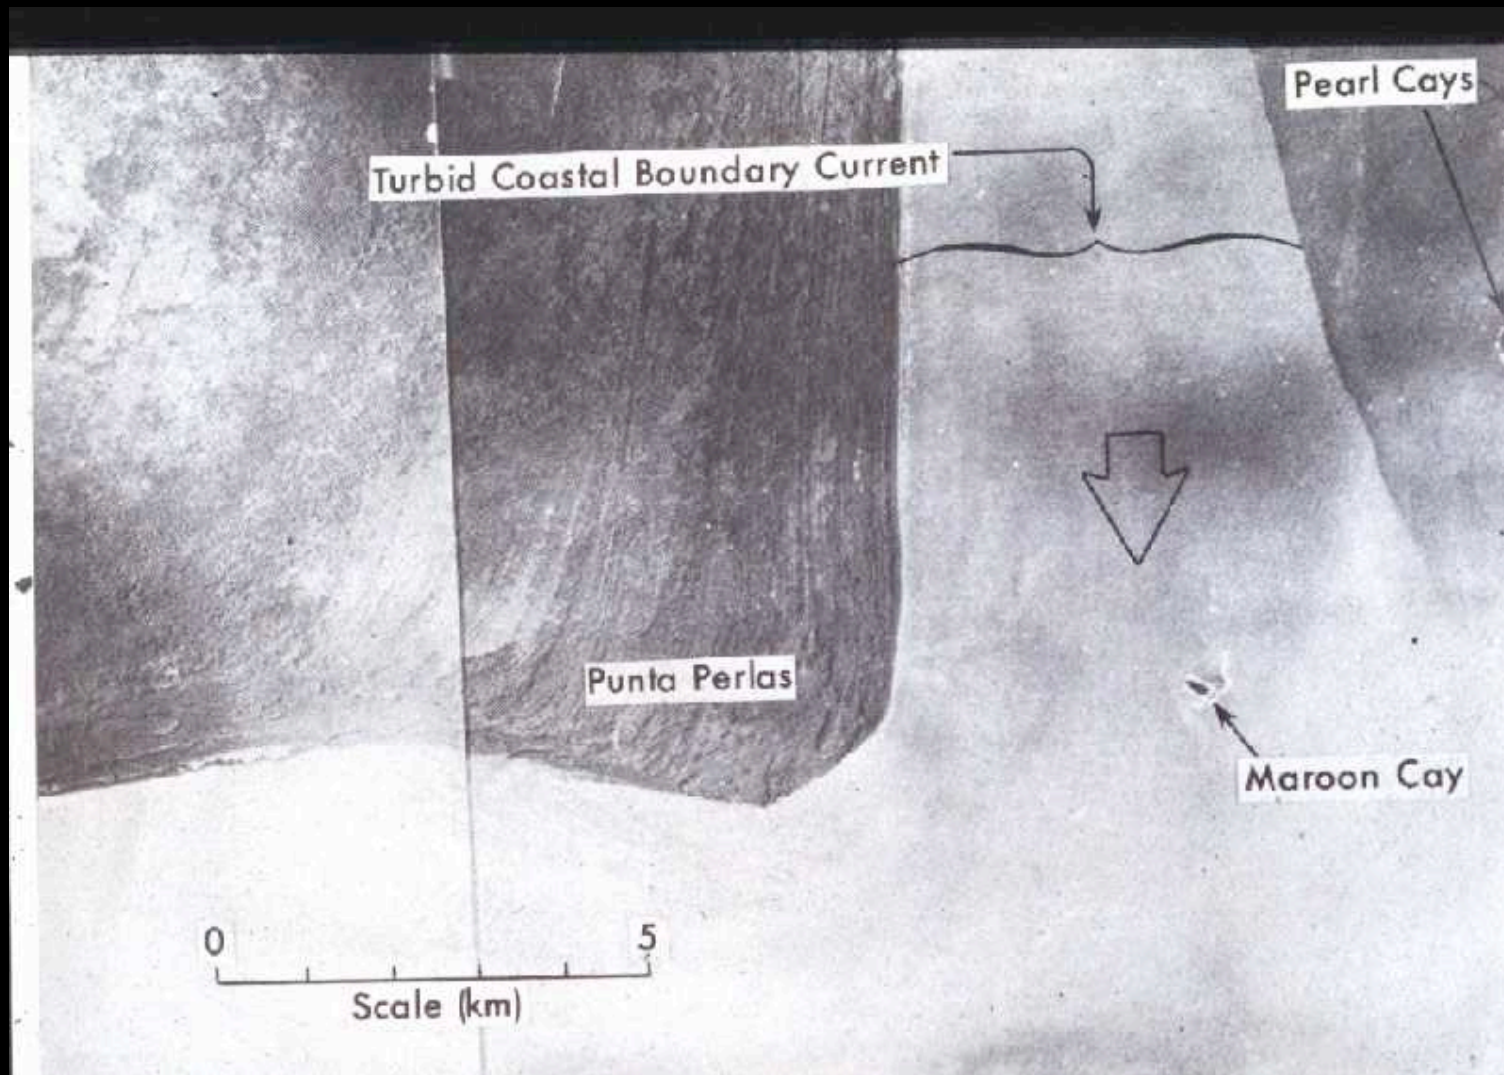 Pearl Cays
Turbid Coastal Boundary Current
Punta Perlas
Maroon Cay
0 5
Scale (km)